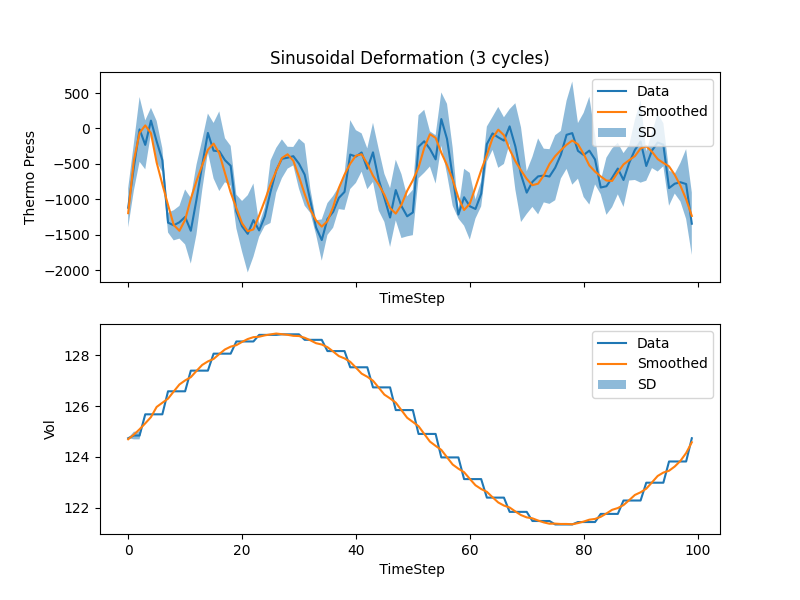 Sinusoidal Deformation (3 cycles)
Thermo Press
500
0
−500
−1000
−1500
−2000
Data
Smoothed
SD
TimeStep
Vol
128
126
124
122
Data
Smoothed
SD
0
20
40
60
80
100
TimeStep